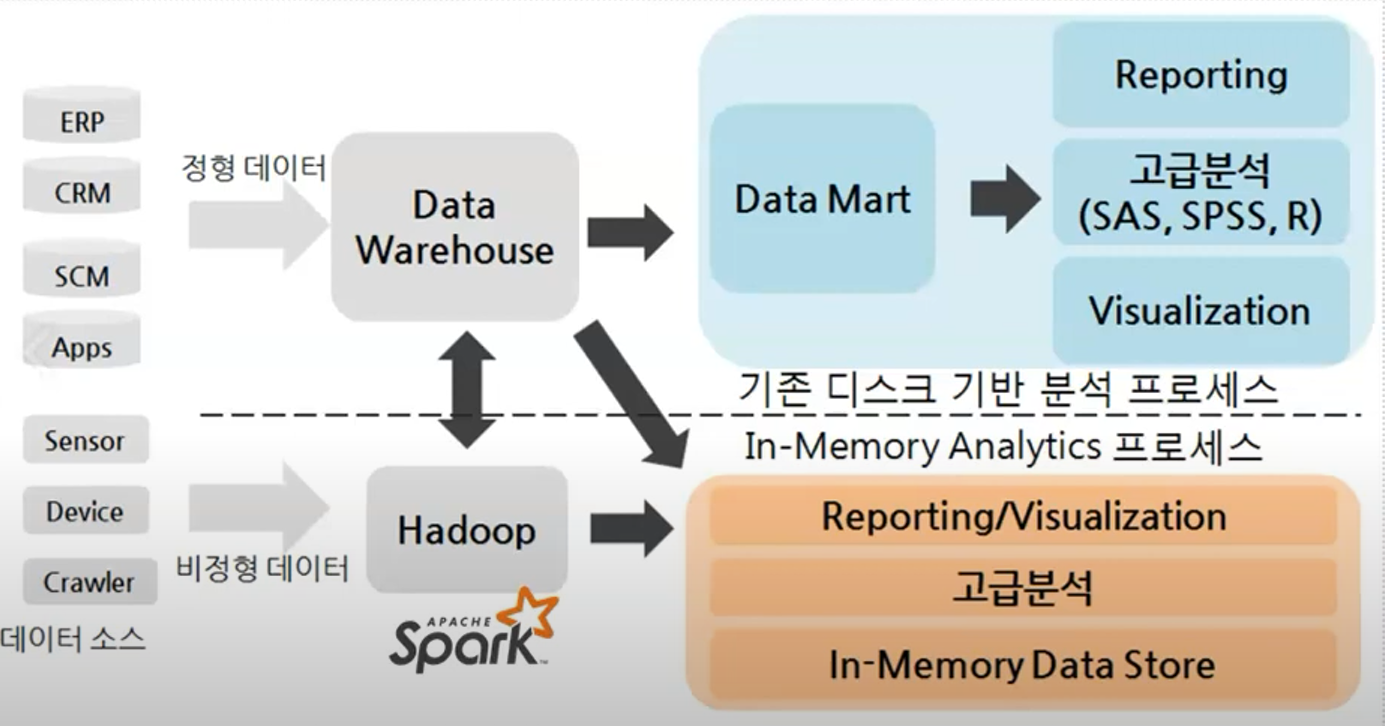 ERP
CRM
SCM
Apps
Sensor
Device
Crawler
데이터 소스
정형 데이터
비정형 데이터
Data
Warehouse
Hadoop
APACHE
Spark™
Data Mart
Reporting
고급분석
(SAS, SPSS, R)
Visualization
기존 디스크 기반 분석 프로세스
In-Memory Analytics 프로세스
Reporting/Visualization
고급분석
In-Memory Data Store